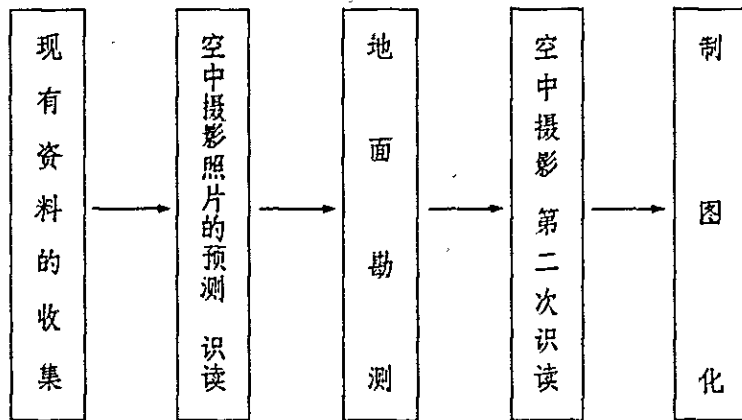 现有资料的收集
空中摄影照片的预测 识读
地面勘测
空中摄影 第二次识读
制图化